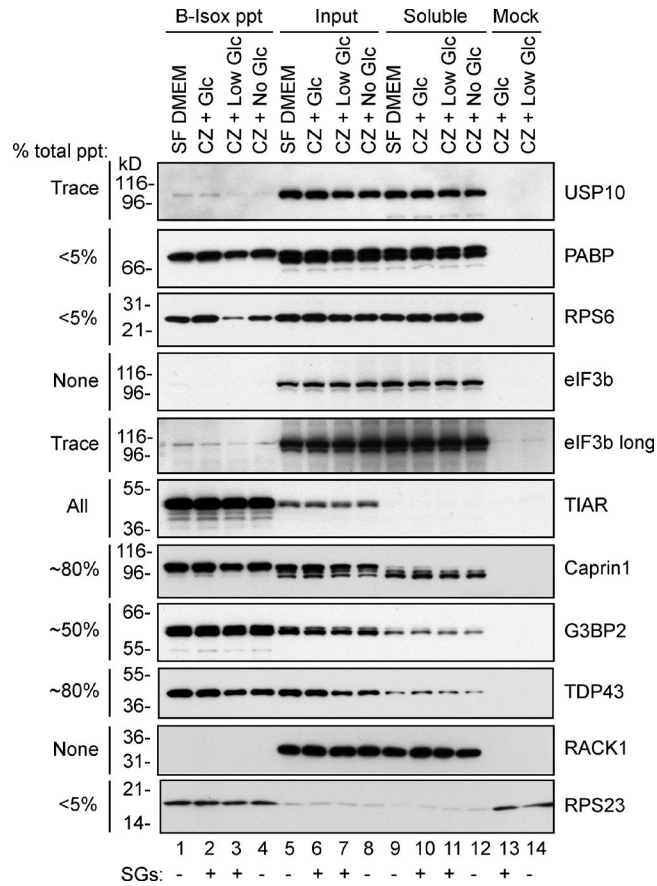 B-Isox ppt Input Soluble Mock
SF DMEM CZ + Glc CZ + Low Glc CZ + No Glc SF DMEM CZ + Glc CZ + Low Glc CZ + No Glc SF DMEM CZ + Glc CZ + Low Glc CZ + No Glc CZ + Glc CZ + Low Glc
% total ppt: kD
Trace 116- 96- USP10
<5% 66- PABP
<5% 31- 21- RPS6
None 116- 96- eIF3b
Trace 116- 96- eIF3b long
All 55- 36- TIAR
~80% 116- 96- Caprin1
~50% 66- 55- G3BP2
~80% 55- 36- TDP43
None 36- 31- RACK1
<5% 21- 14- RPS23
1 2 3 4 5 6 7 8 9 10 11 12 13 14
SGs: - + + - - + + - - + + - + -